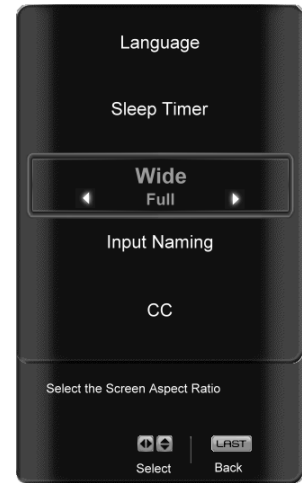 Language
Sleep Timer
Wide
Full
Input Naming
CC
Select the Screen Aspect Ratio
LAST
Select Back